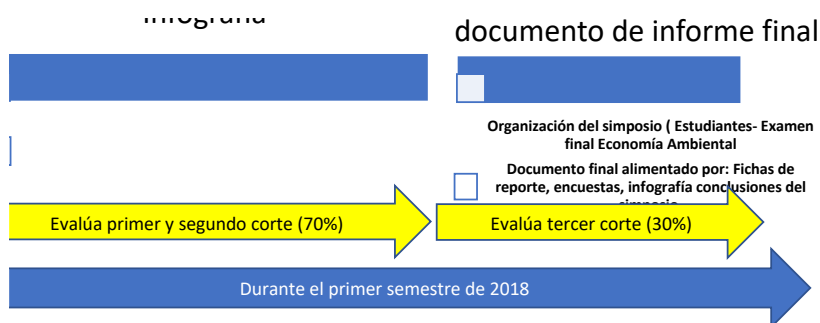 infografía
documento de informe final
Organización del simposio ( Estudiantes- Examen
final Economía Ambiental
Documento final alimentado por: Fichas de
reporte, encuestas, infografía conclusiones del
simposio
Evalúa primer y segundo corte (70%)
Evalúa tercer corte (30%)
Durante el primer semestre de 2018